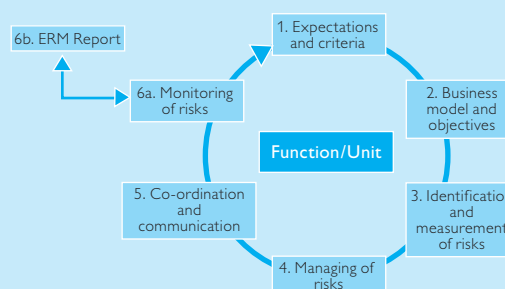 1. Expectations
and criteria
2. Business
model and
objectives
3. Identificatio
and
measurement
of risks
4. Managing of
risks
5. Co-ordination
and
communication
6a. Monitoring
of risks
6b. ERM Report
Function/Unit